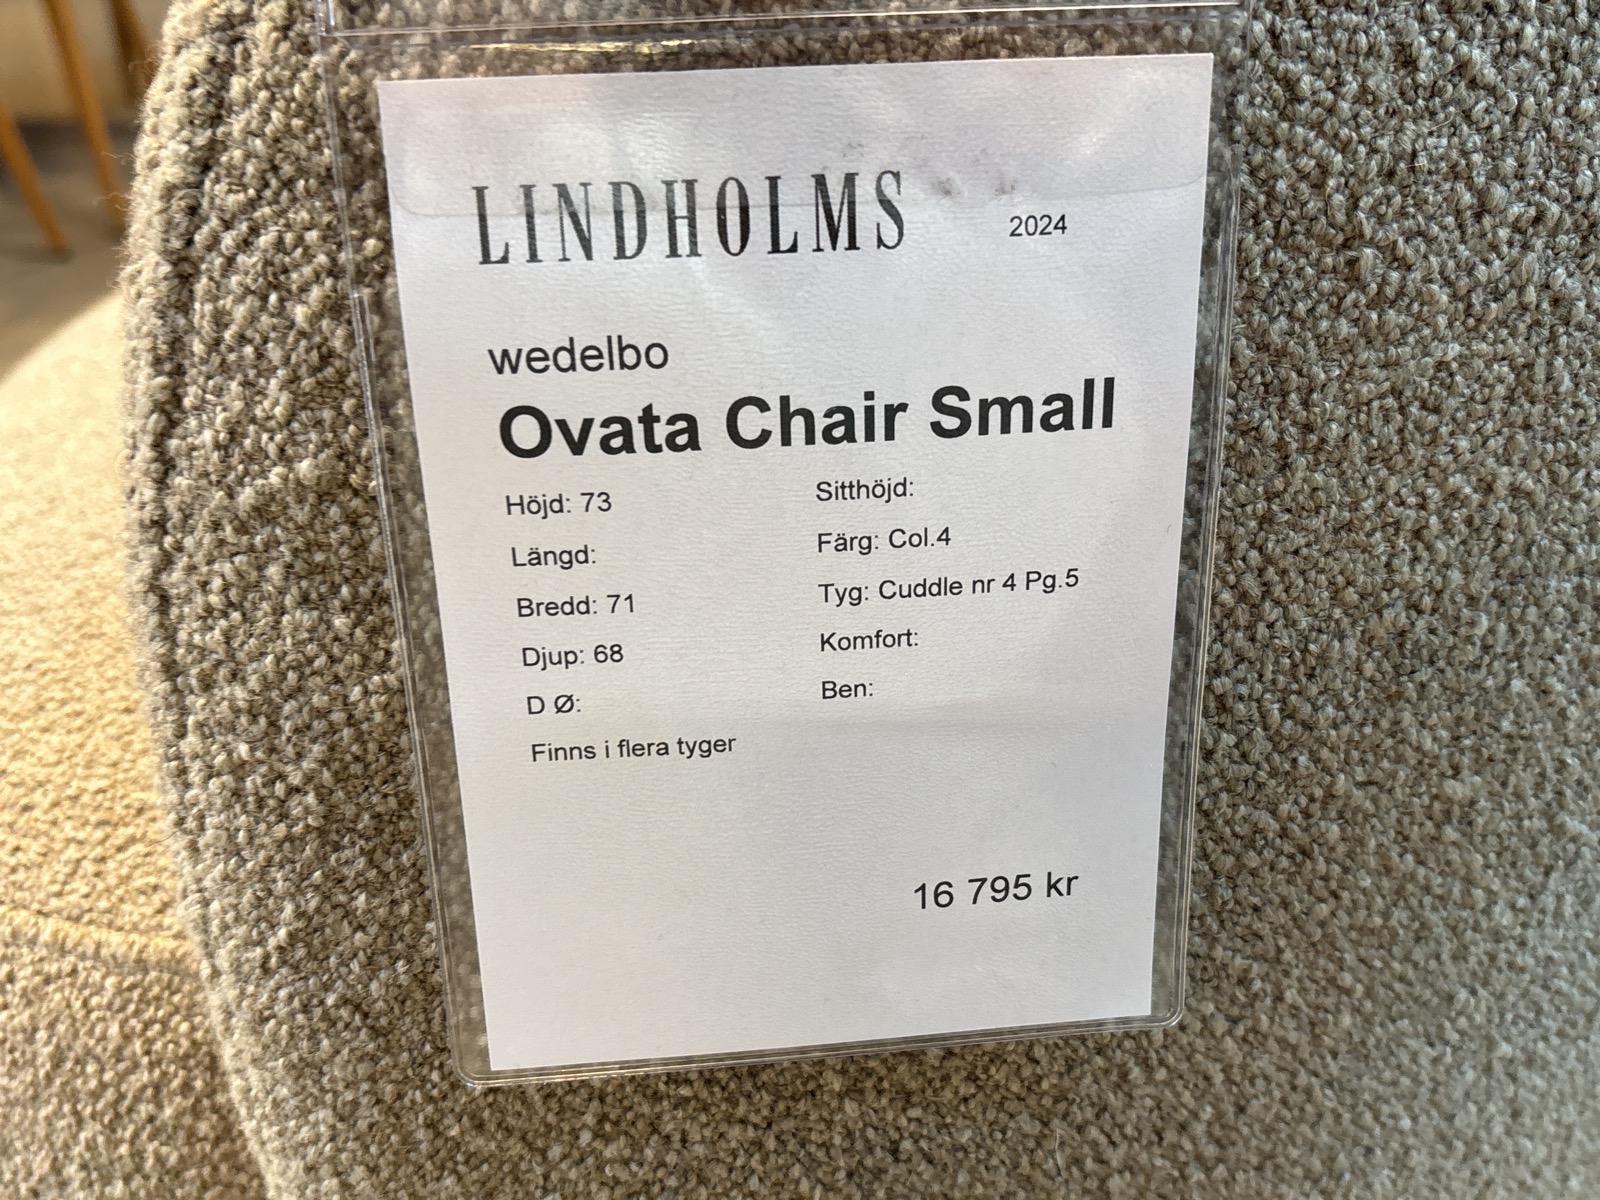 LINDHOLMS 2024
wedelbo
Ovata Chair Small
Höjd: 73
Längd:
Bredd: 71
Djup: 68
D Ø:
Finns i flera tyger
Sitthöjd:
Färg: Col.4
Tyg: Cuddle nr 4 Pg.5
Komfort:
Ben:
16 795 kr